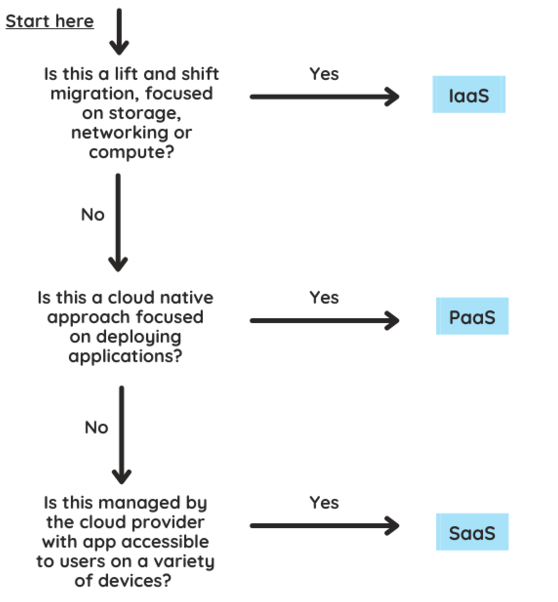 Start here
Is this a lift and shift
migration, focused
on storage,
networking or
compute?
Yes
IaaS
No
Is this a cloud native
approach focused
on deploying
applications?
Yes
PaaS
No
Is this managed by
the cloud provider
with app accessible
to users on a variety
of devices?
Yes
SaaS